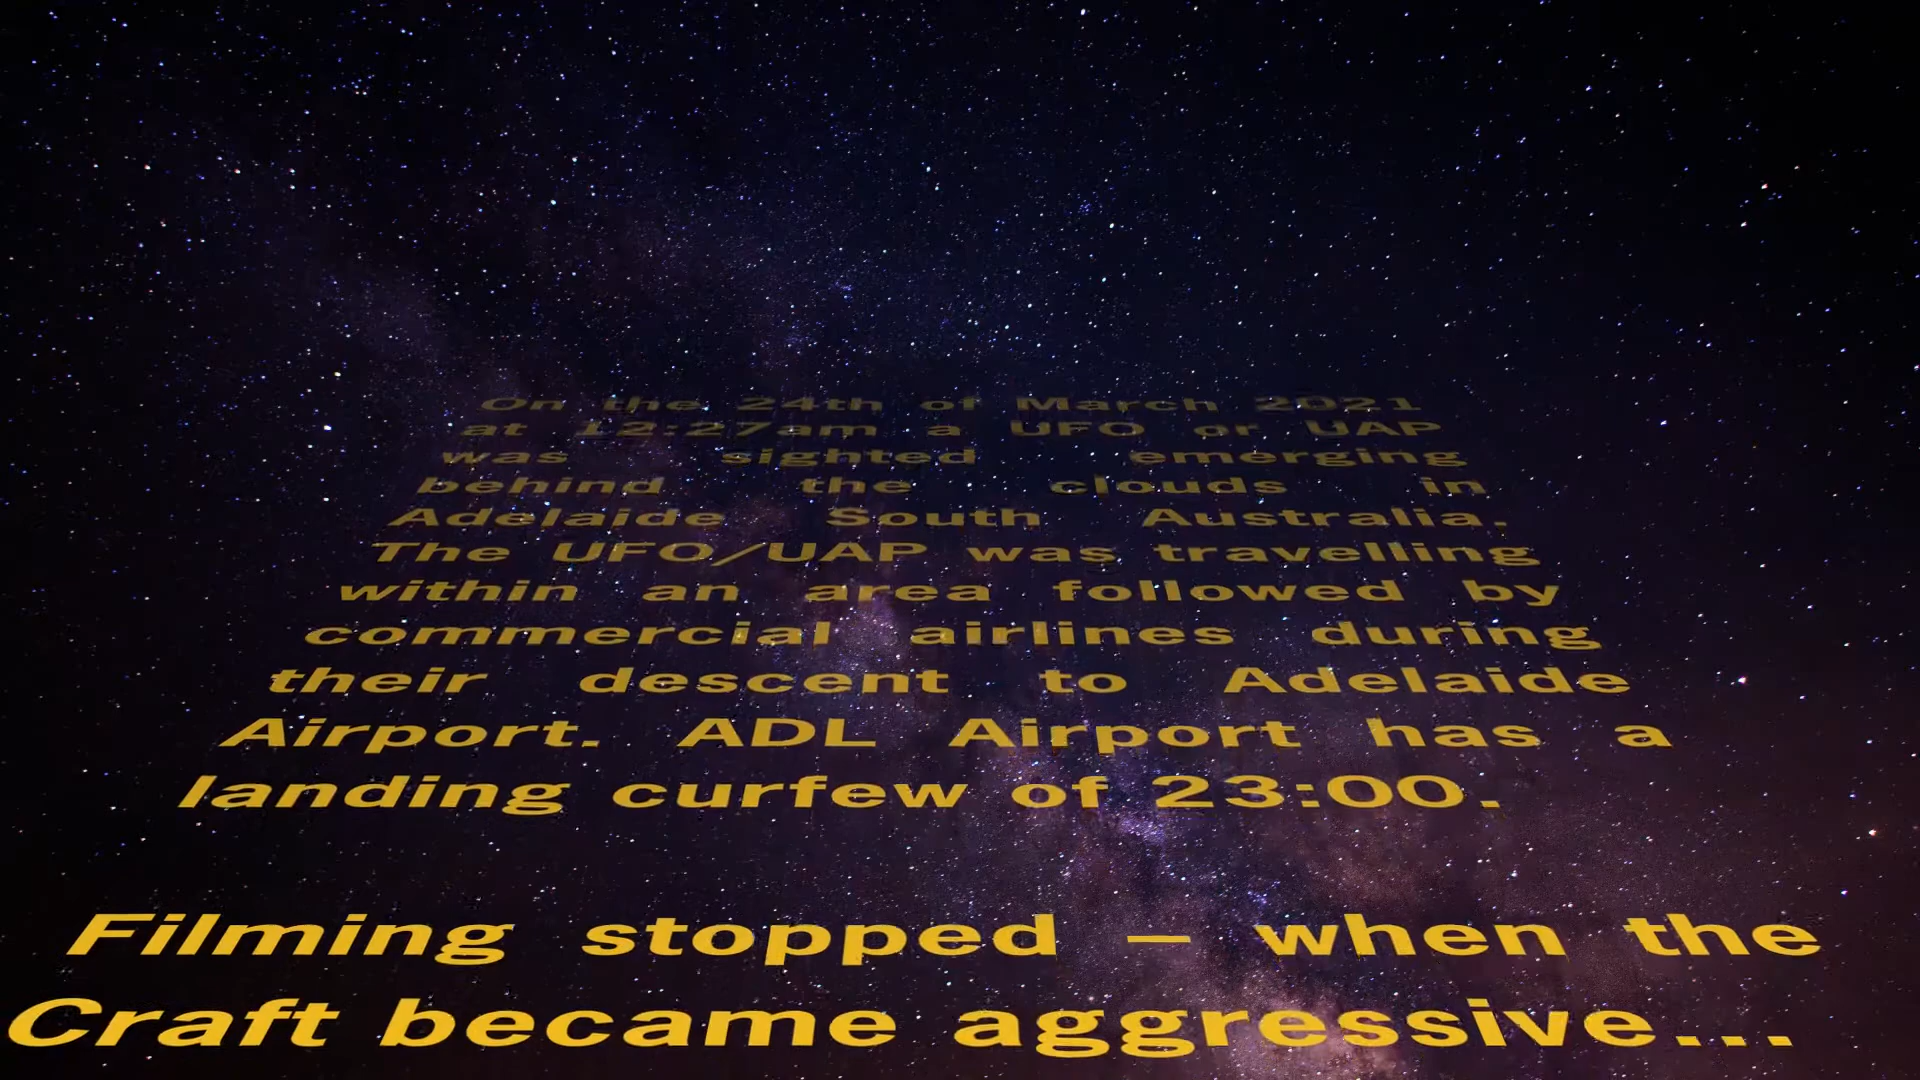 On the 24th of March 2021
at 12:27am a UFO or UAP
was sighted emerging
behind the clouds in
Adelaide South Australia.
The UFO/UAP was travelling
within an area followed by
commercial airlines during
their descent to Adelaide
Airport. ADL Airport has a
landing curfew of 23:00.
Filming stopped – when the
Craft became aggressive...